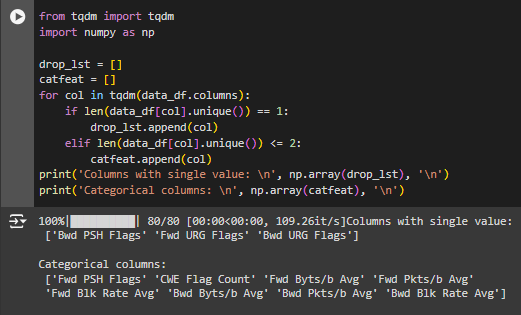 from tqdm import tqdm
import numpy as np
drop_lst = []
catfeat = []
for col in tqdm(data_df.columns):
    if len(data_df[col].unique()) == 1:
        drop_lst.append(col)
    elif len(data_df[col].unique()) <= 2:
        catfeat.append(col)
print('Columns with single value: \n', np.array(drop_lst), '\n')
print('Categorical columns: \n', np.array(catfeat), '\n')
100%|██████████| 80/80 [00:00<00:00, 109.26it/s]Columns with single value:
 ['Bwd PSH Flags' 'Fwd URG Flags' 'Bwd URG Flags']
Categorical columns:
 ['Fwd PSH Flags' 'CWE Flag Count' 'Fwd Byts/b Avg' 'Fwd Pkts/b Avg'
 'Fwd Blk Rate Avg' 'Bwd Byts/b Avg' 'Bwd Pkts/b Avg' 'Bwd Blk Rate Avg']